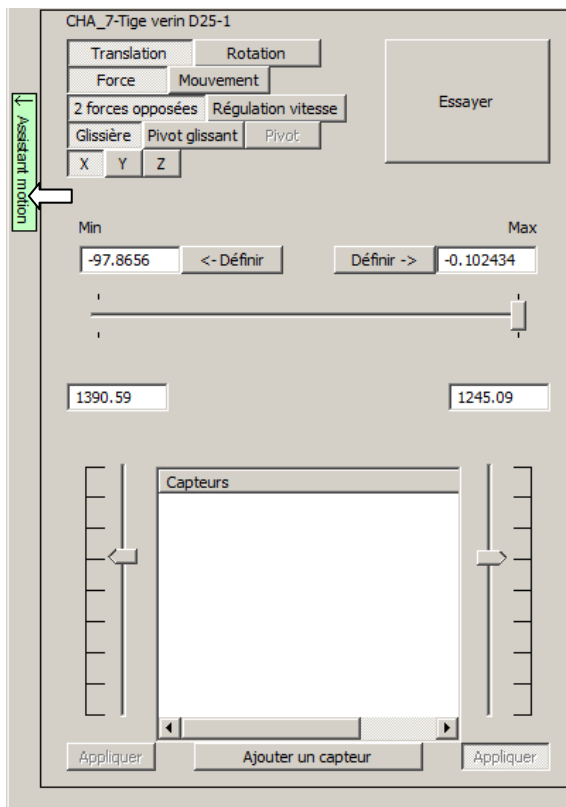 CHA_7-Tige verin D25-1
Translation Rotation
Force Mouvement
2 forces opposées Régulation vitesse
Glissière Pivot glissant Pivot
X Y Z
Essayer
Assistant motion
Min Max
-97.8656 <- Définir Définir -> -0.102434
1390.59 1245.09
Capteurs
Appliquer Ajouter un capteur Appliquer